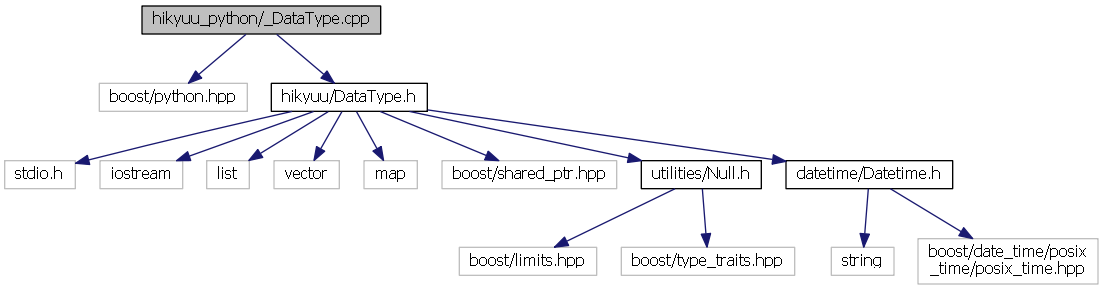 hikyuu_python/_DataType.cpp
boost/python.hpp
hikyuu/DataType.h
stdio.h
iostream
list
vector
map
boost/shared_ptr.hpp
utilities/Null.h
datetime/Datetime.h
boost/limits.hpp
boost/type_traits.hpp
string
boost/date_time/posix
_time/posix_time.hpp